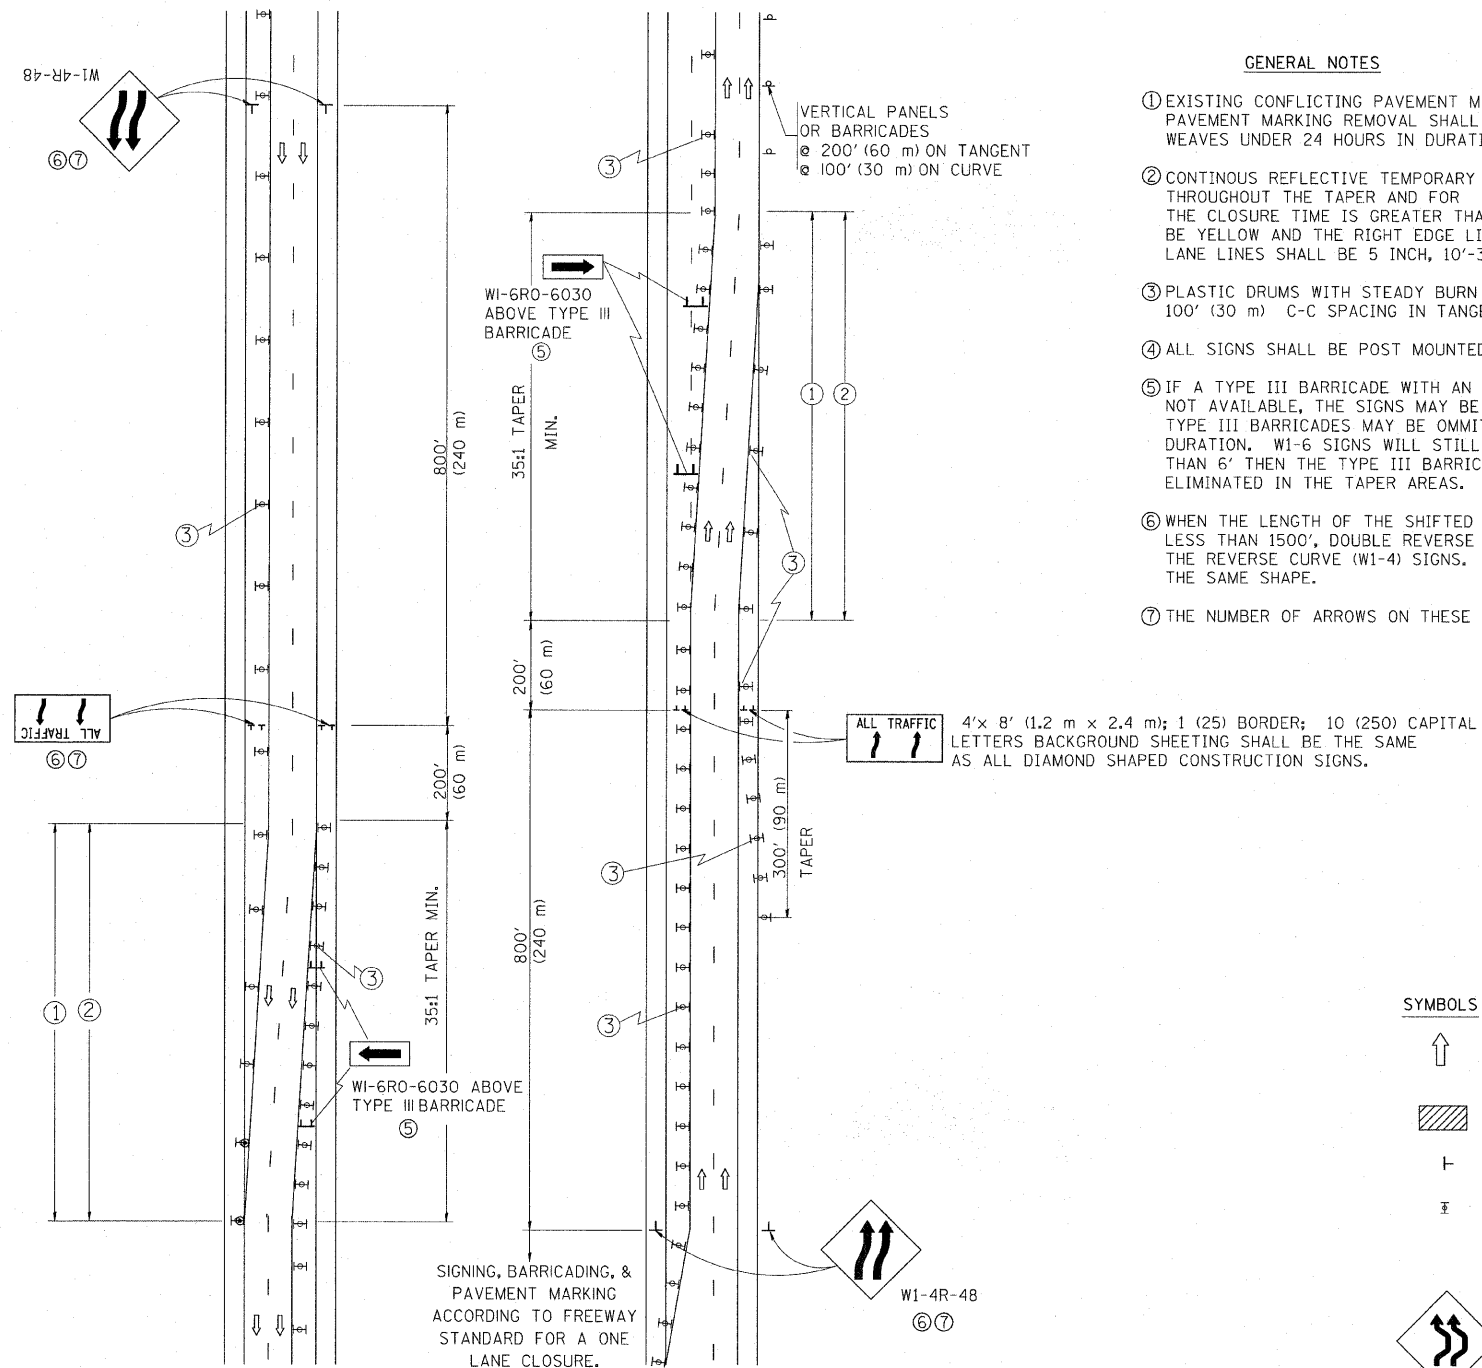 W1-4R-48
⑥⑦
③
800'
(240 m)
ALL TRAFFIC
⑥⑦
200'
(60 m)
①
②
35:1 TAPER MIN.
③
WI-6RO-6030 ABOVE
TYPE III BARRICADE
⑤
SIGNING, BARRICADING, &
PAVEMENT MARKING
ACCORDING TO FREEWAY
STANDARD FOR A ONE
LANE CLOSURE.
VERTICAL PANELS
OR BARRICADES
@ 200' (60 m) ON TANGENT
@ 100' (30 m) ON CURVE
③
WI-6RO-6030
ABOVE TYPE III
BARRICADE
⑤
35:1 TAPER
MIN.
①
②
③
200'
(60 m)
ALL TRAFFIC
4'x 8' (1.2 m x 2.4 m); 1 (25) BORDER; 10 (250) CAPITAL
LETTERS BACKGROUND SHEETING SHALL BE THE SAME
AS ALL DIAMOND SHAPED CONSTRUCTION SIGNS.
300' (90 m)
TAPER
③
800'
(240 m)
③
W1-4R-48
⑥⑦
GENERAL NOTES
① EXISTING CONFLICTING PAVEMENT M
PAVEMENT MARKING REMOVAL SHALL
WEAVES UNDER 24 HOURS IN DURATI
② CONTINOUS REFLECTIVE TEMPORARY
THROUGHOUT THE TAPER AND FOR
THE CLOSURE TIME IS GREATER THA
BE YELLOW AND THE RIGHT EDGE LI
LANE LINES SHALL BE 5 INCH, 10'-3
③ PLASTIC DRUMS WITH STEADY BURN
100' (30 m) C-C SPACING IN TANGE
④ ALL SIGNS SHALL BE POST MOUNTED
⑤ IF A TYPE III BARRICADE WITH AN
NOT AVAILABLE, THE SIGNS MAY BE
TYPE III BARRICADES MAY BE OMMIT
DURATION. W1-6 SIGNS WILL STILL
THAN 6' THEN THE TYPE III BARRIC
ELIMINATED IN THE TAPER AREAS.
⑥ WHEN THE LENGTH OF THE SHIFTED
LESS THAN 1500', DOUBLE REVERSE
THE REVERSE CURVE (W1-4) SIGNS.
THE SAME SHAPE.
⑦ THE NUMBER OF ARROWS ON THESE
SYMBOLS